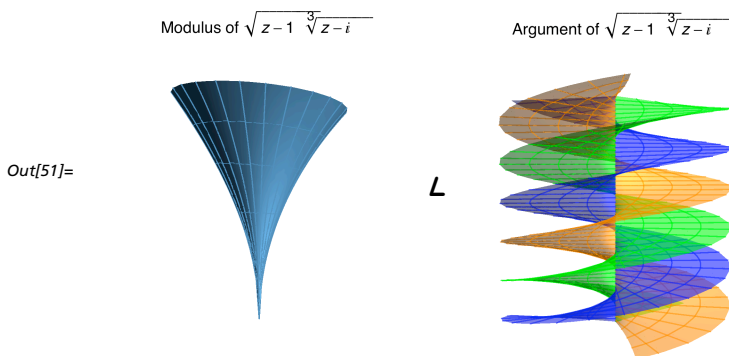 Modulus of √(z-1 ∛(z-i))
Argument of √(z-1 ∛(z-i))
Out[51]=
L